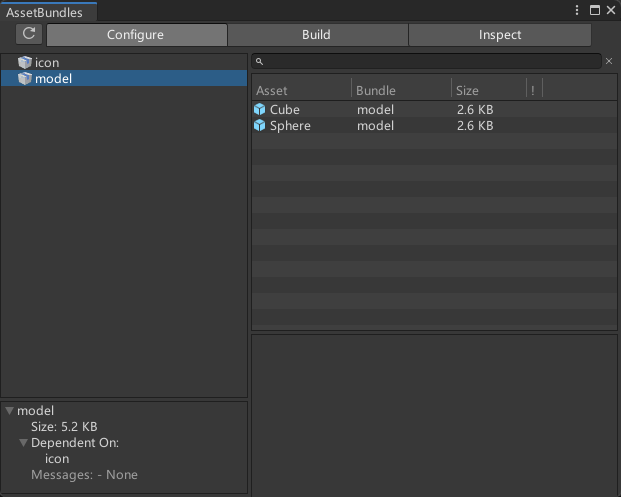 AssetBundles
Configure Build Inspect
icon
model
Asset Bundle Size !
Cube model 2.6 KB
Sphere model 2.6 KB
model
Size: 5.2 KB
Dependent On:
icon
Messages: - None